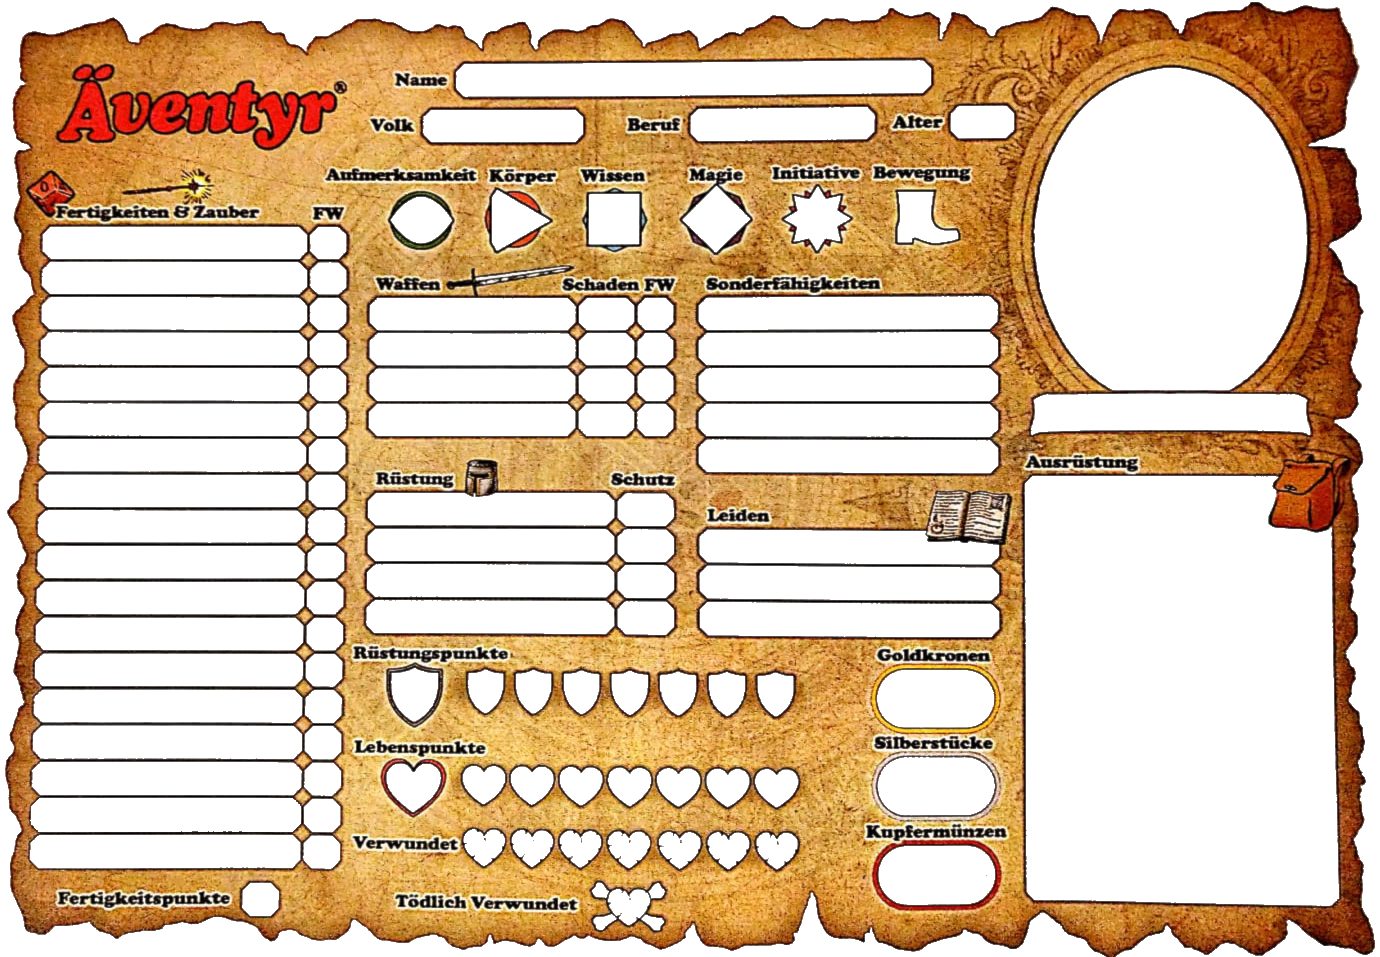 Äventyr®
Name
Volk Beruf Alter
Aufmerksamkeit Körper Wissen Magie Initiative Bewegung
Fertigkeiten & Zauber FW
Waffen Schaden FW Sonderfähigkeiten
Ausrüstung
Rüstung Schutz
Leiden
Rüstungspunkte
Goldkronen
Lebenspunkte
Silberstücke
Verwundet
Kupfermünzen
Fertigkeitspunkte
Tödlich Verwundet